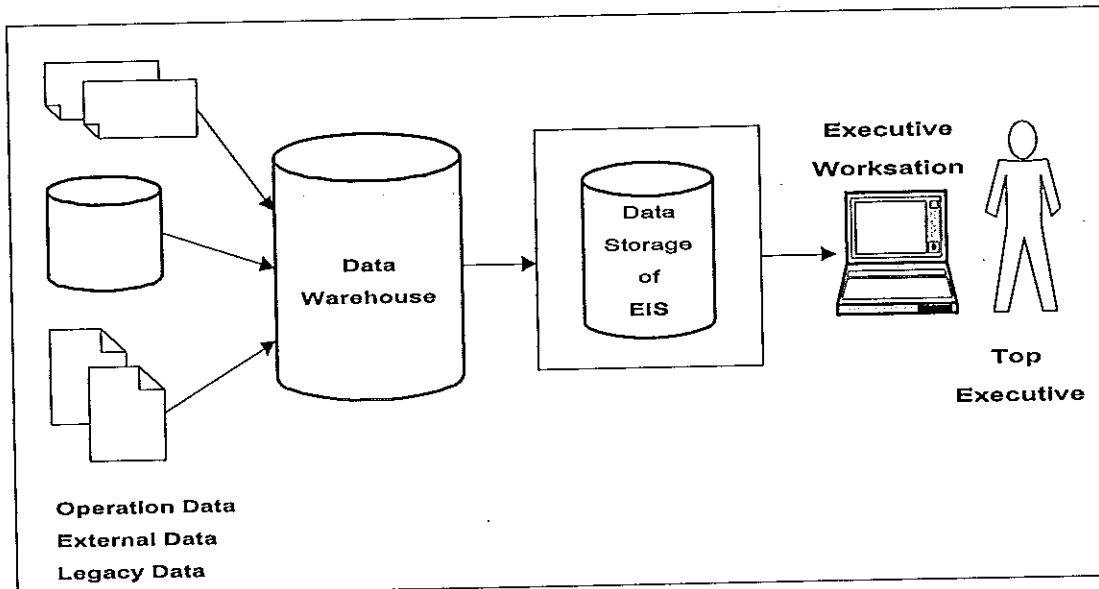 Data
Warehouse
Data
Storage
of
EIS
Executive
Worksation
Top
Executive
Operation Data
External Data
Legacy Data